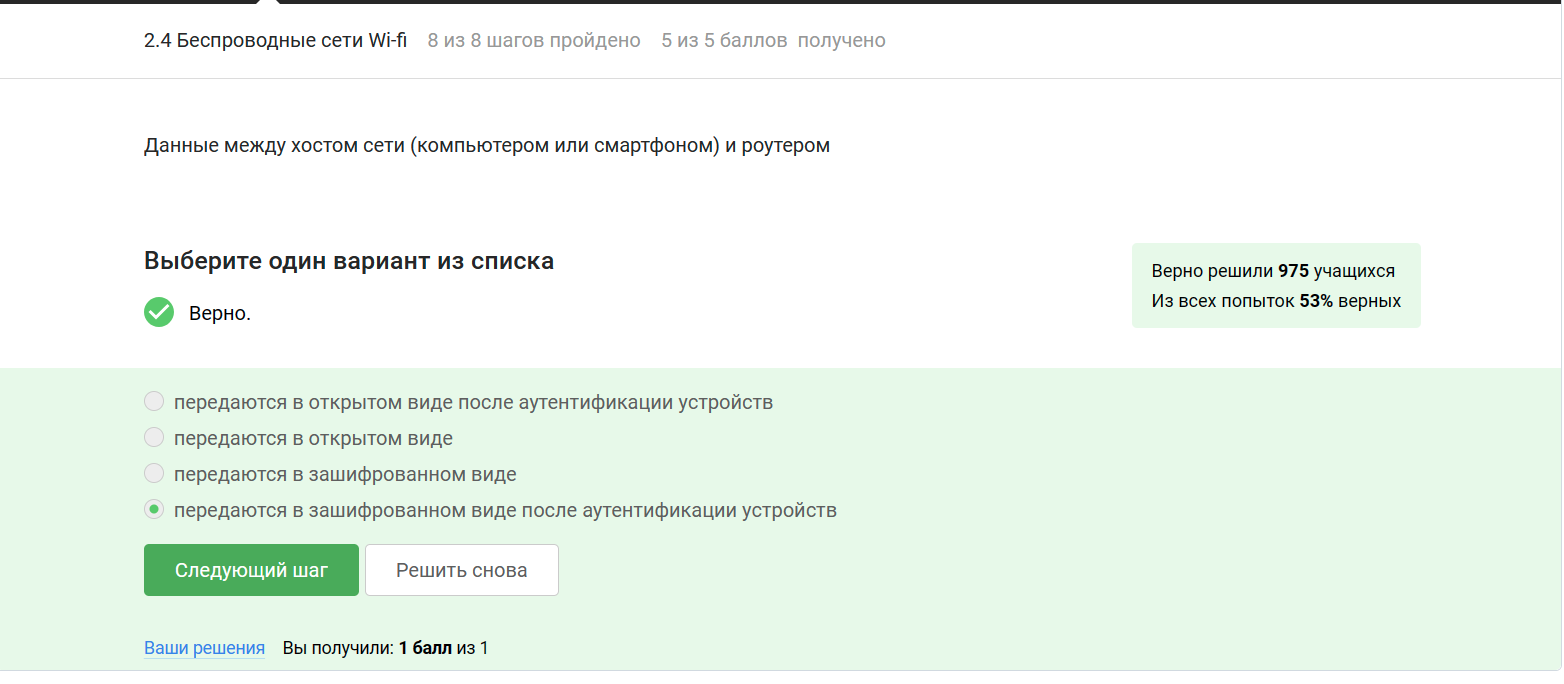 2.4 Беспроводные сети Wi-fi 8 из 8 шагов пройдено 5 из 5 баллов получено
Данные между хостом сети (компьютером или смартфоном) и роутером
Выберите один вариант из списка
Верно.
Верно решили 975 учащихся
Из всех попыток 53% верных
передаются в открытом виде после аутентификации устройств
передаются в открытом виде
передаются в зашифрованном виде
передаются в зашифрованном виде после аутентификации устройств
Следующий шаг Решить снова
Ваши решения Вы получили: 1 балл из 1